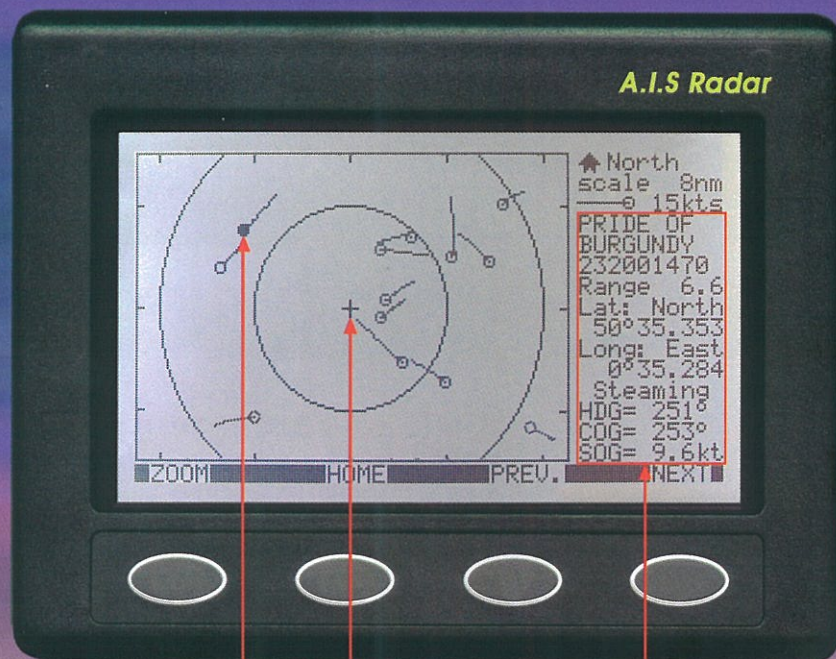 A.I.S Radar
North
scale 8nm
15kts
PRIDE OF
BURGUNDY
232001470
Range 6.6
Lat: North
50°35.353
Long: East
0°35.284
Steaming
HDG= 251°
COG= 253°
SOG= 9.6kt
ZOOM HOME PREV. NEXT